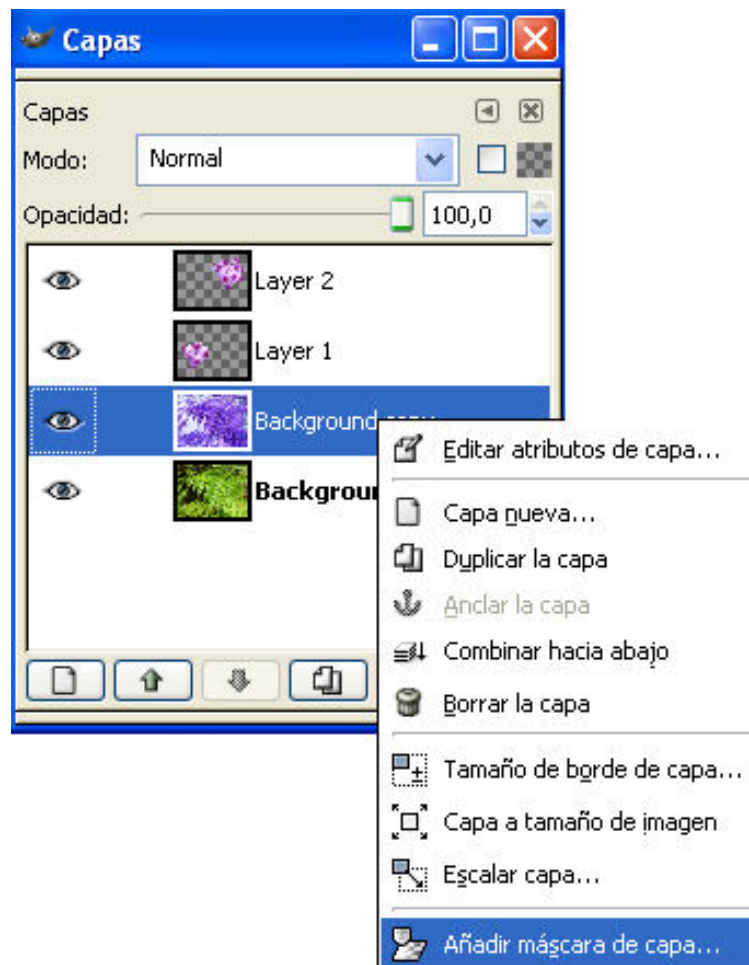 Capas
Capas
Modo: Normal
Opacidad: 100,0
Layer 2
Layer 1
Background
Editar atributos de capa...
Capa nueva...
Duplicar la capa
Anclar la capa
Combinar hacia abajo
Borrar la capa
Tamaño de borde de capa...
Capa a tamaño de imagen
Escalar capa...
Añadir máscara de capa...